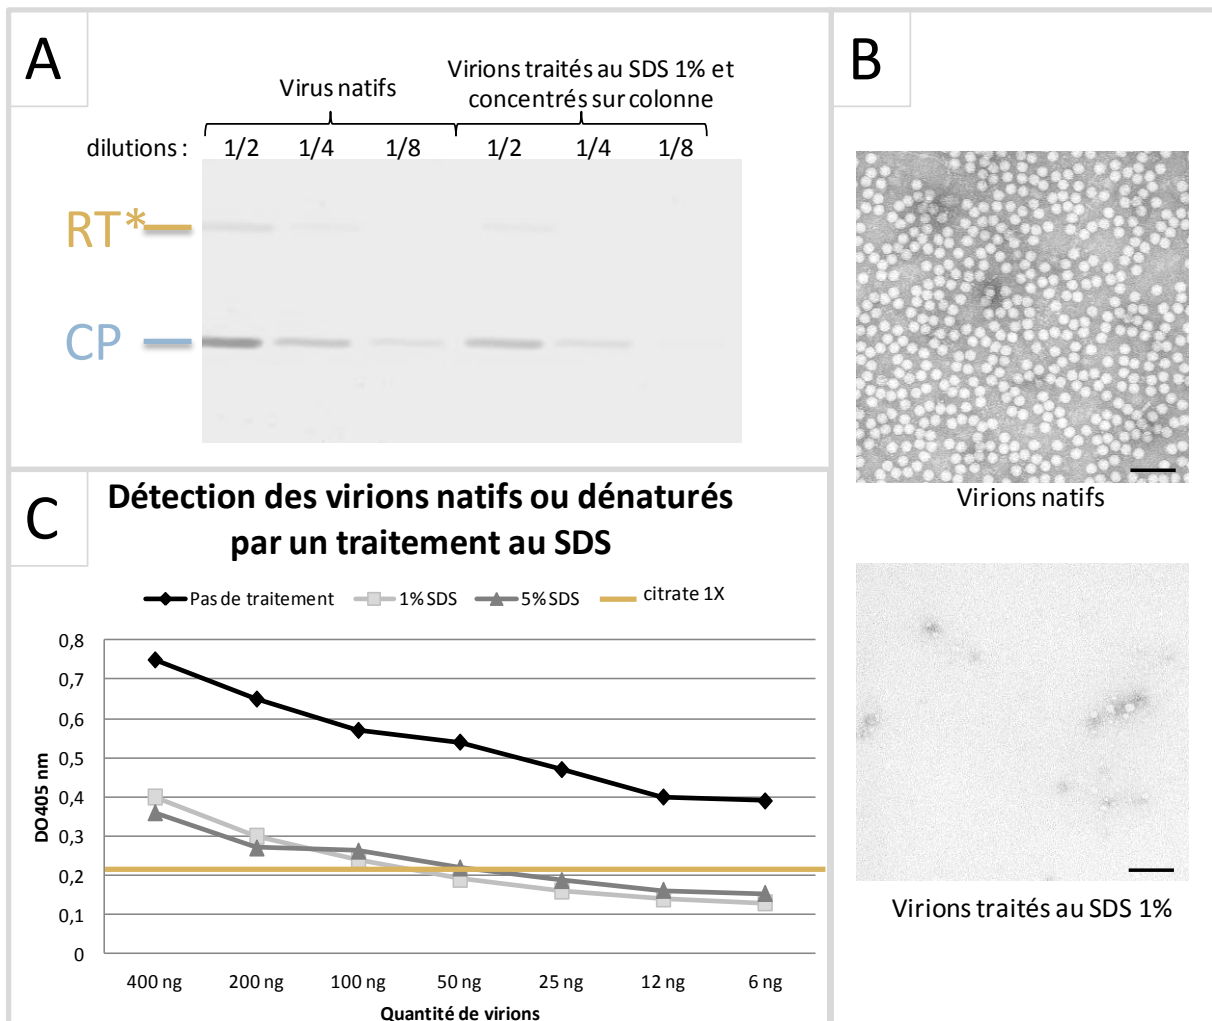 A
Virus natifs
Virions traités au SDS 1% et
concentrés sur colonne
dilutions : 1/2 1/4 1/8 1/2 1/4 1/8
RT*
CP
B
Virions natifs
Virions traités au SDS 1%
C
Détection des virions natifs ou dénaturés
par un traitement au SDS
Pas de traitement 1% SDS 5% SDS citrate 1X
DO405 nm
0,8
0,7
0,6
0,5
0,4
0,3
0,2
0,1
0
400 ng 200 ng 100 ng 50 ng 25 ng 12 ng 6 ng
Quantité de virions